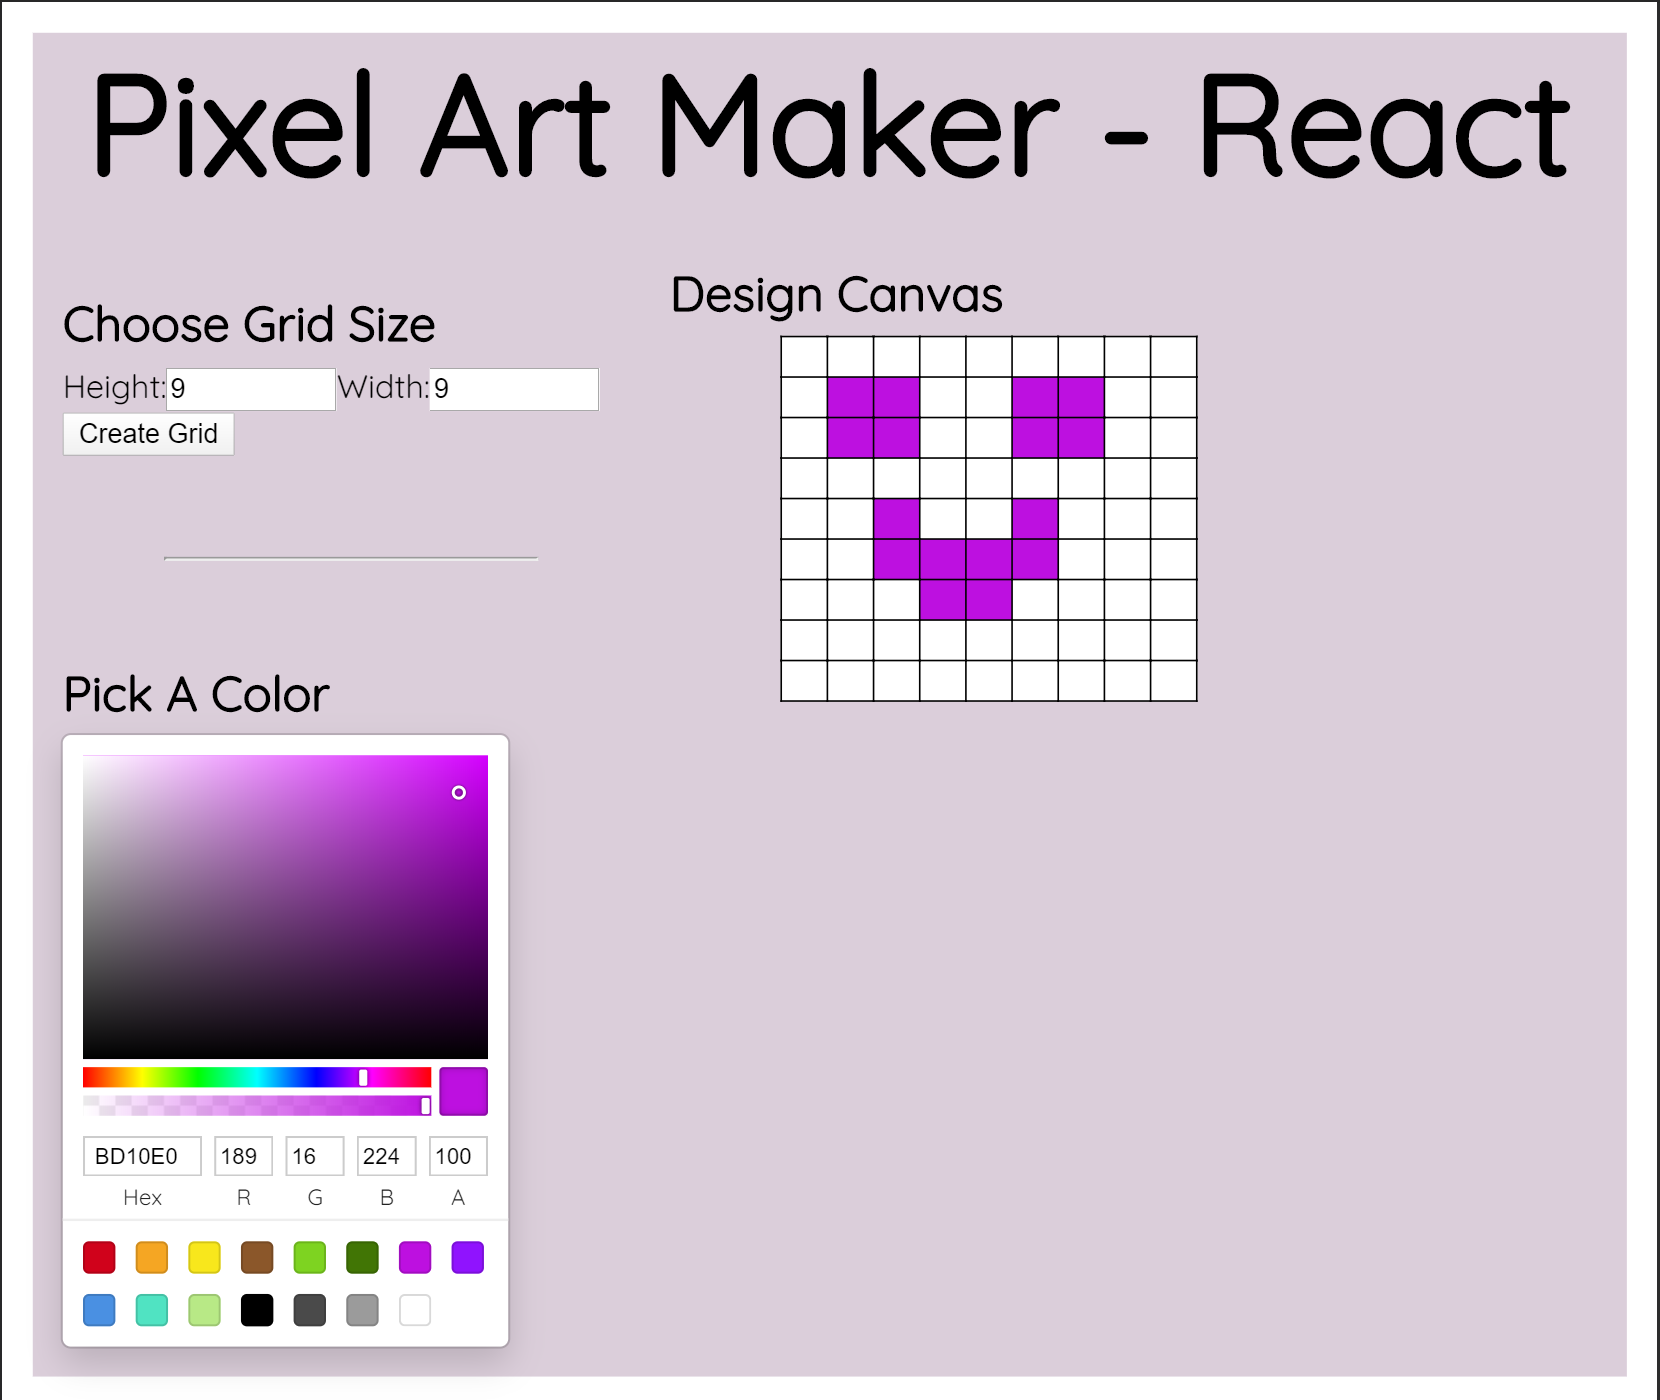 Pixel Art Maker - React
Choose Grid Size
Height:9 Width:9
Create Grid
Design Canvas
Pick A Color
BD10E0 189 16 224 100
Hex R G B A